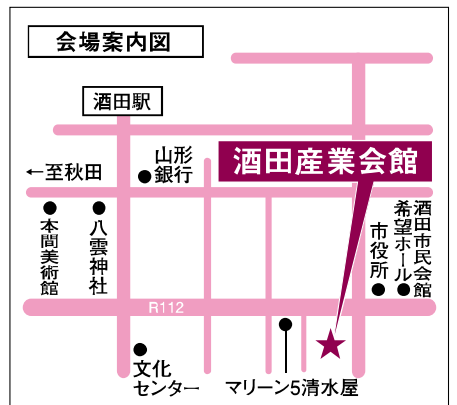 会場案内図
酒田駅
酒田産業会館
山形
銀行
←至秋田
本間美術館
八雲神社
市役所
酒田市民会館
希望ホール
R112
文化
センター
マリーン5清水屋